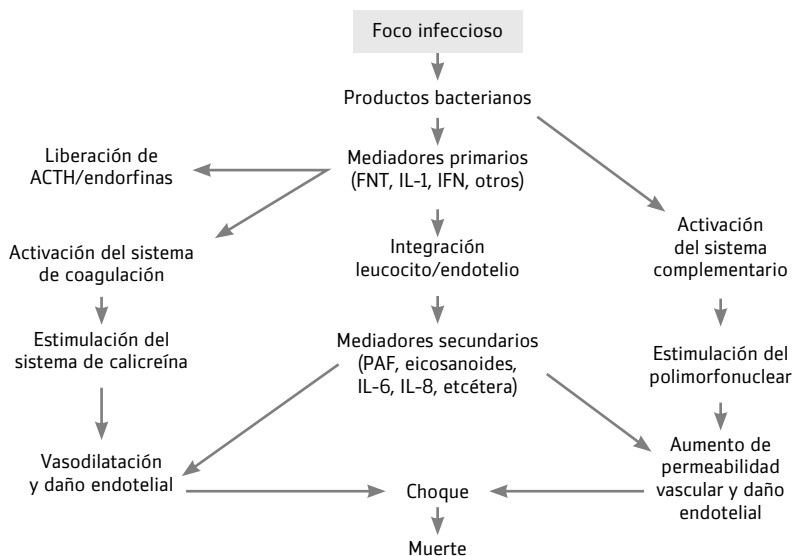 Foco infeccioso
Productos bacterianos
Liberación de
ACTH/endorfinas
Mediadores primarios
(FNT, IL-1, IFN, otros)
Activación
del sistema
complementario
Activación del sistema
de coagulación
Integración
leucocito/endotelio
Estimulación del
sistema de calicreína
Mediadores secundarios
(PAF, eicosanoides,
IL-6, IL-8, etcétera)
Estimulación del
polimorfonuclear
Vasodilatación
y daño endotelial
Aumento de
permeabilidad
vascular y daño
endotelial
Choque
Muerte